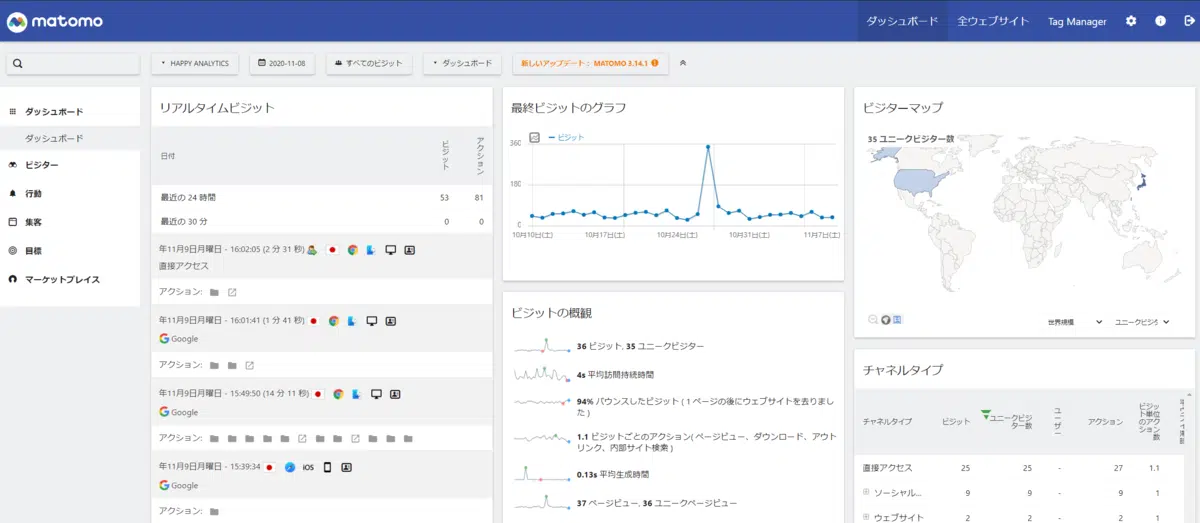 matomo
ダッシュボード 全ウェブサイト Tag Manager
HAPPY ANALYTICS 2020-11-08 すべてのビジット ダッシュボード 新しいアップデート： MATOMO 3.14.1
ダッシュボード
ダッシュボード
ビジター
行動
集客
目標
マーケットプレイス
リアルタイムビジット
日付 ビジット アクション
最近の 24 時間 53 81
最近の 30 分 0 0
年11月9日月曜日 - 16:02:05 (2 分 31 秒)
直接アクセス
アクション:
年11月9日月曜日 - 16:01:41 (1 分 41 秒)
Google
アクション:
年11月9日月曜日 - 15:49:50 (14 分 11 秒)
Google
アクション:
年11月9日月曜日 - 15:39:34 iOS
Google
アクション:
最終ビジットのグラフ
ビジット
360
180
0
10月10日(土) 10月17日(土) 10月24日(土) 10月31日(土) 11月7日(土)
ビジットの概観
36 ビジット, 35 ユニークビジター
4s 平均訪問持続時間
94% バウンスしたビジット ( 1 ページの後にウェブサイトを去りまし
た )
1.1 ビジットごとのアクション( ページビュー、ダウンロード、アウト
リンク、内部サイト検索 )
0.13s 平均生成時間
37 ページビュー, 36 ユニークページビュー
ビジターマップ
35 ユニークビジター数
世界規模 ユニークビジタ
チャネルタイプ
チャネルタイプ ビジット ユニークビジター数 ユーザー アクション ビジット単位のアクション数
直接アクセス 25 25 - 27 1.1
ソーシャル... 9 9 - 9 1
ウェブサイト 2 2 - 2 1